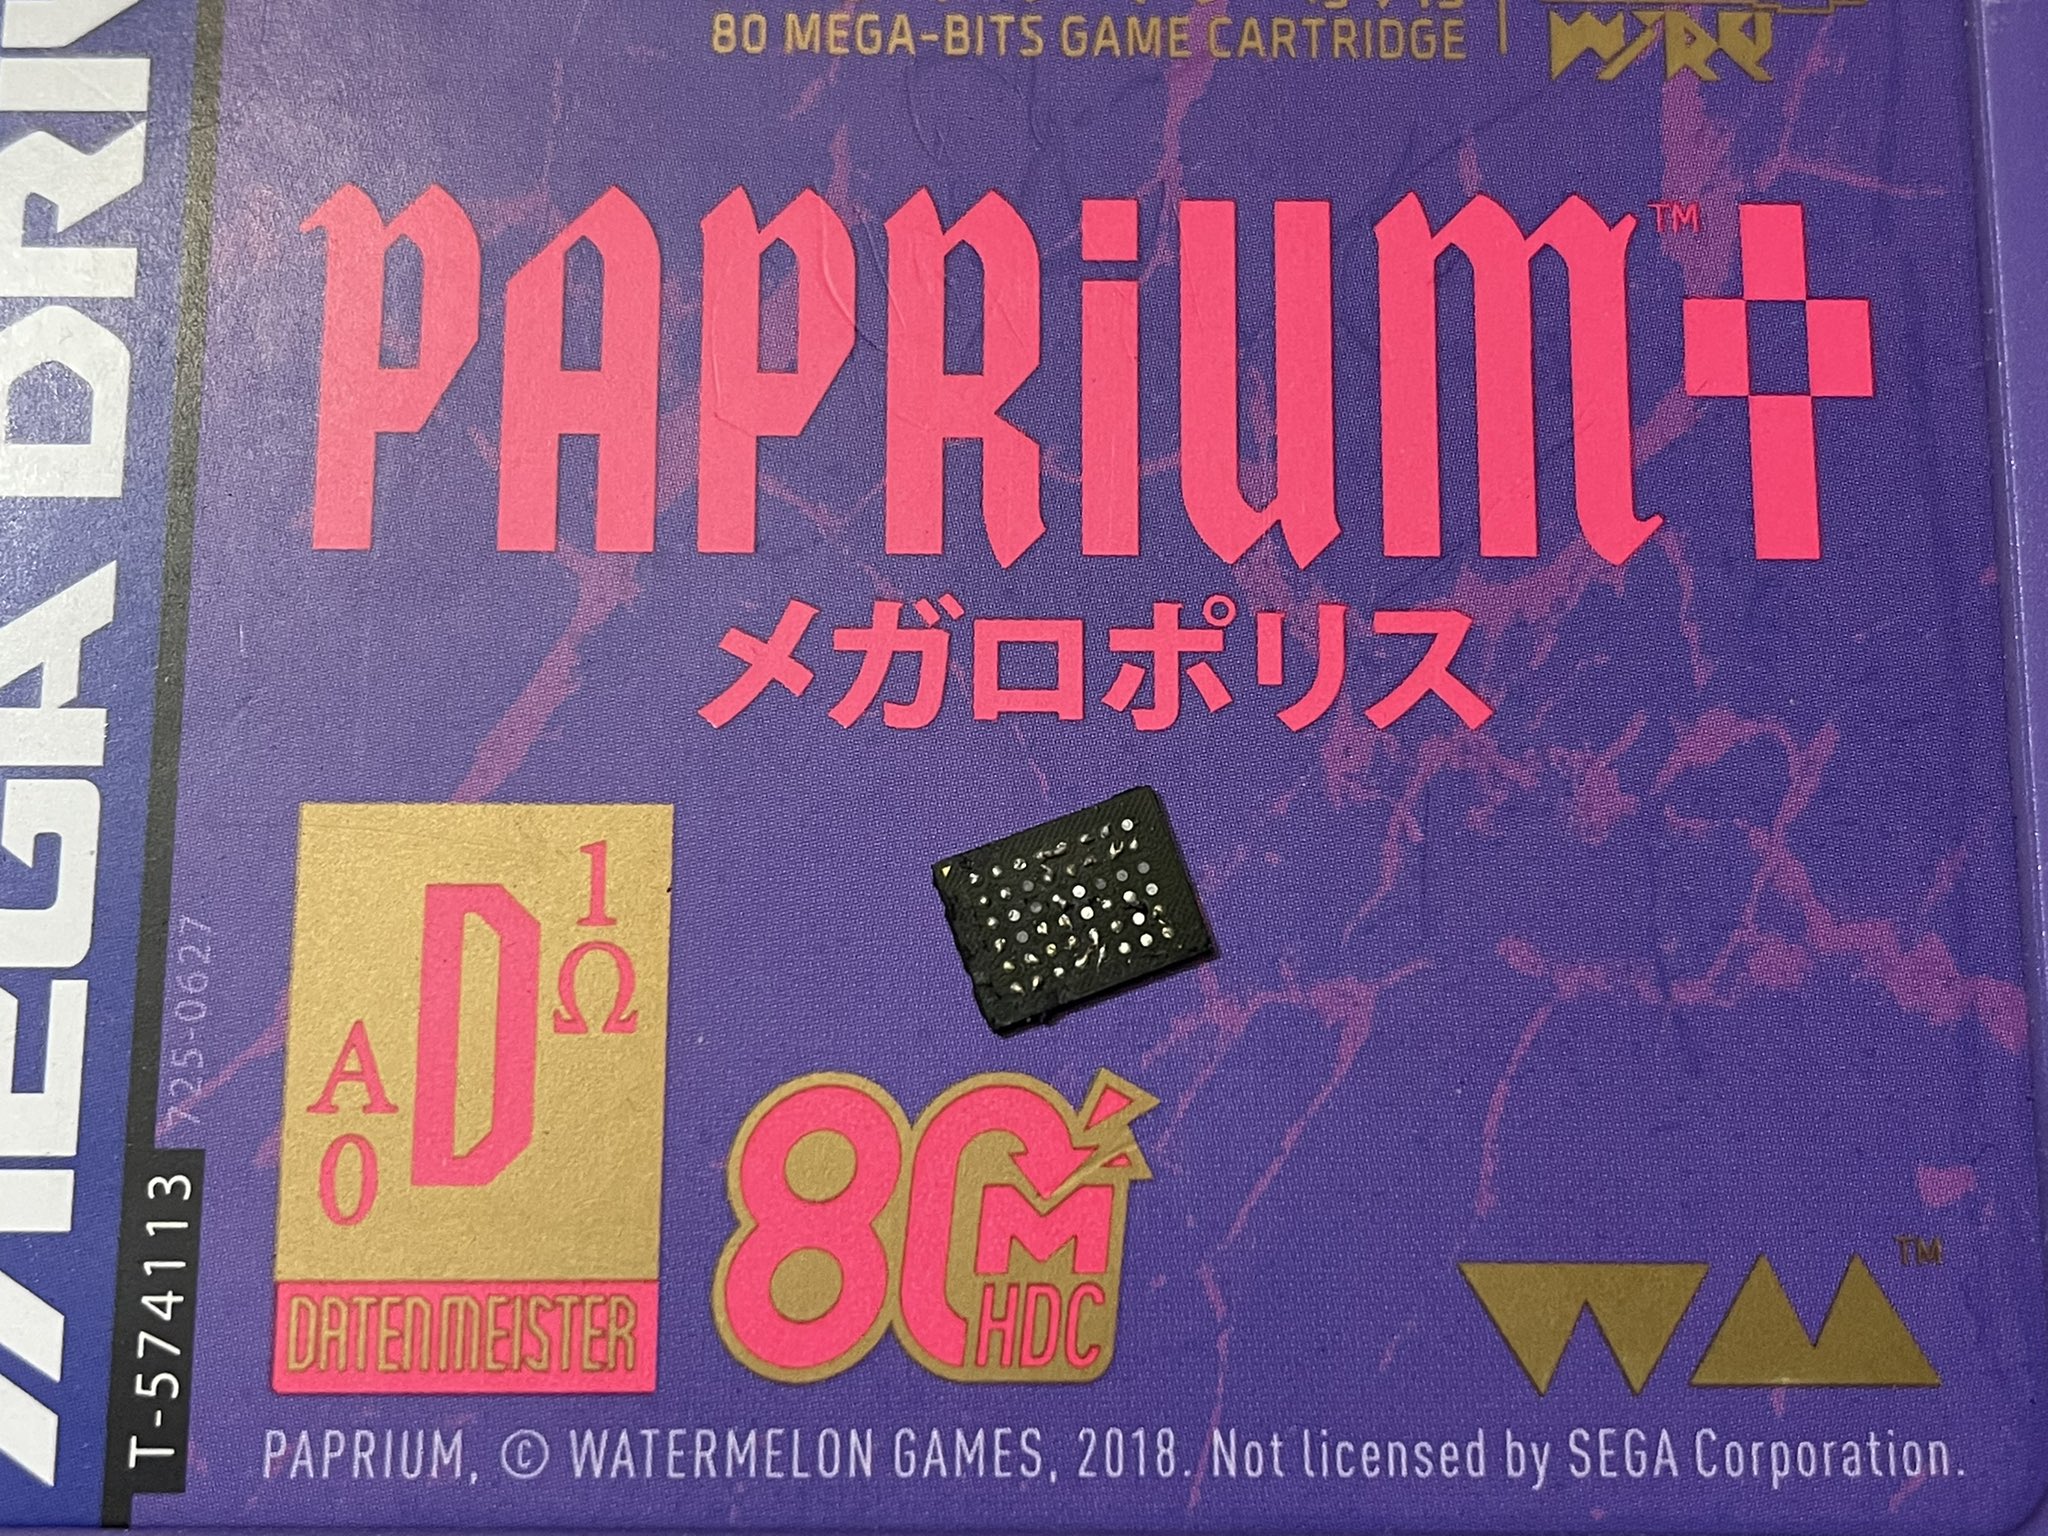 80 MEGA-BITS GAME CARTRIDGE
PAPRiUM™
メガロポリス
1
Ω
D
A
0
DATENMEISTER
80
M
HDC
WM™
PAPRIUM, © WATERMELON GAMES, 2018. Not licensed by SEGA Corporation.
T-574113
725-0627